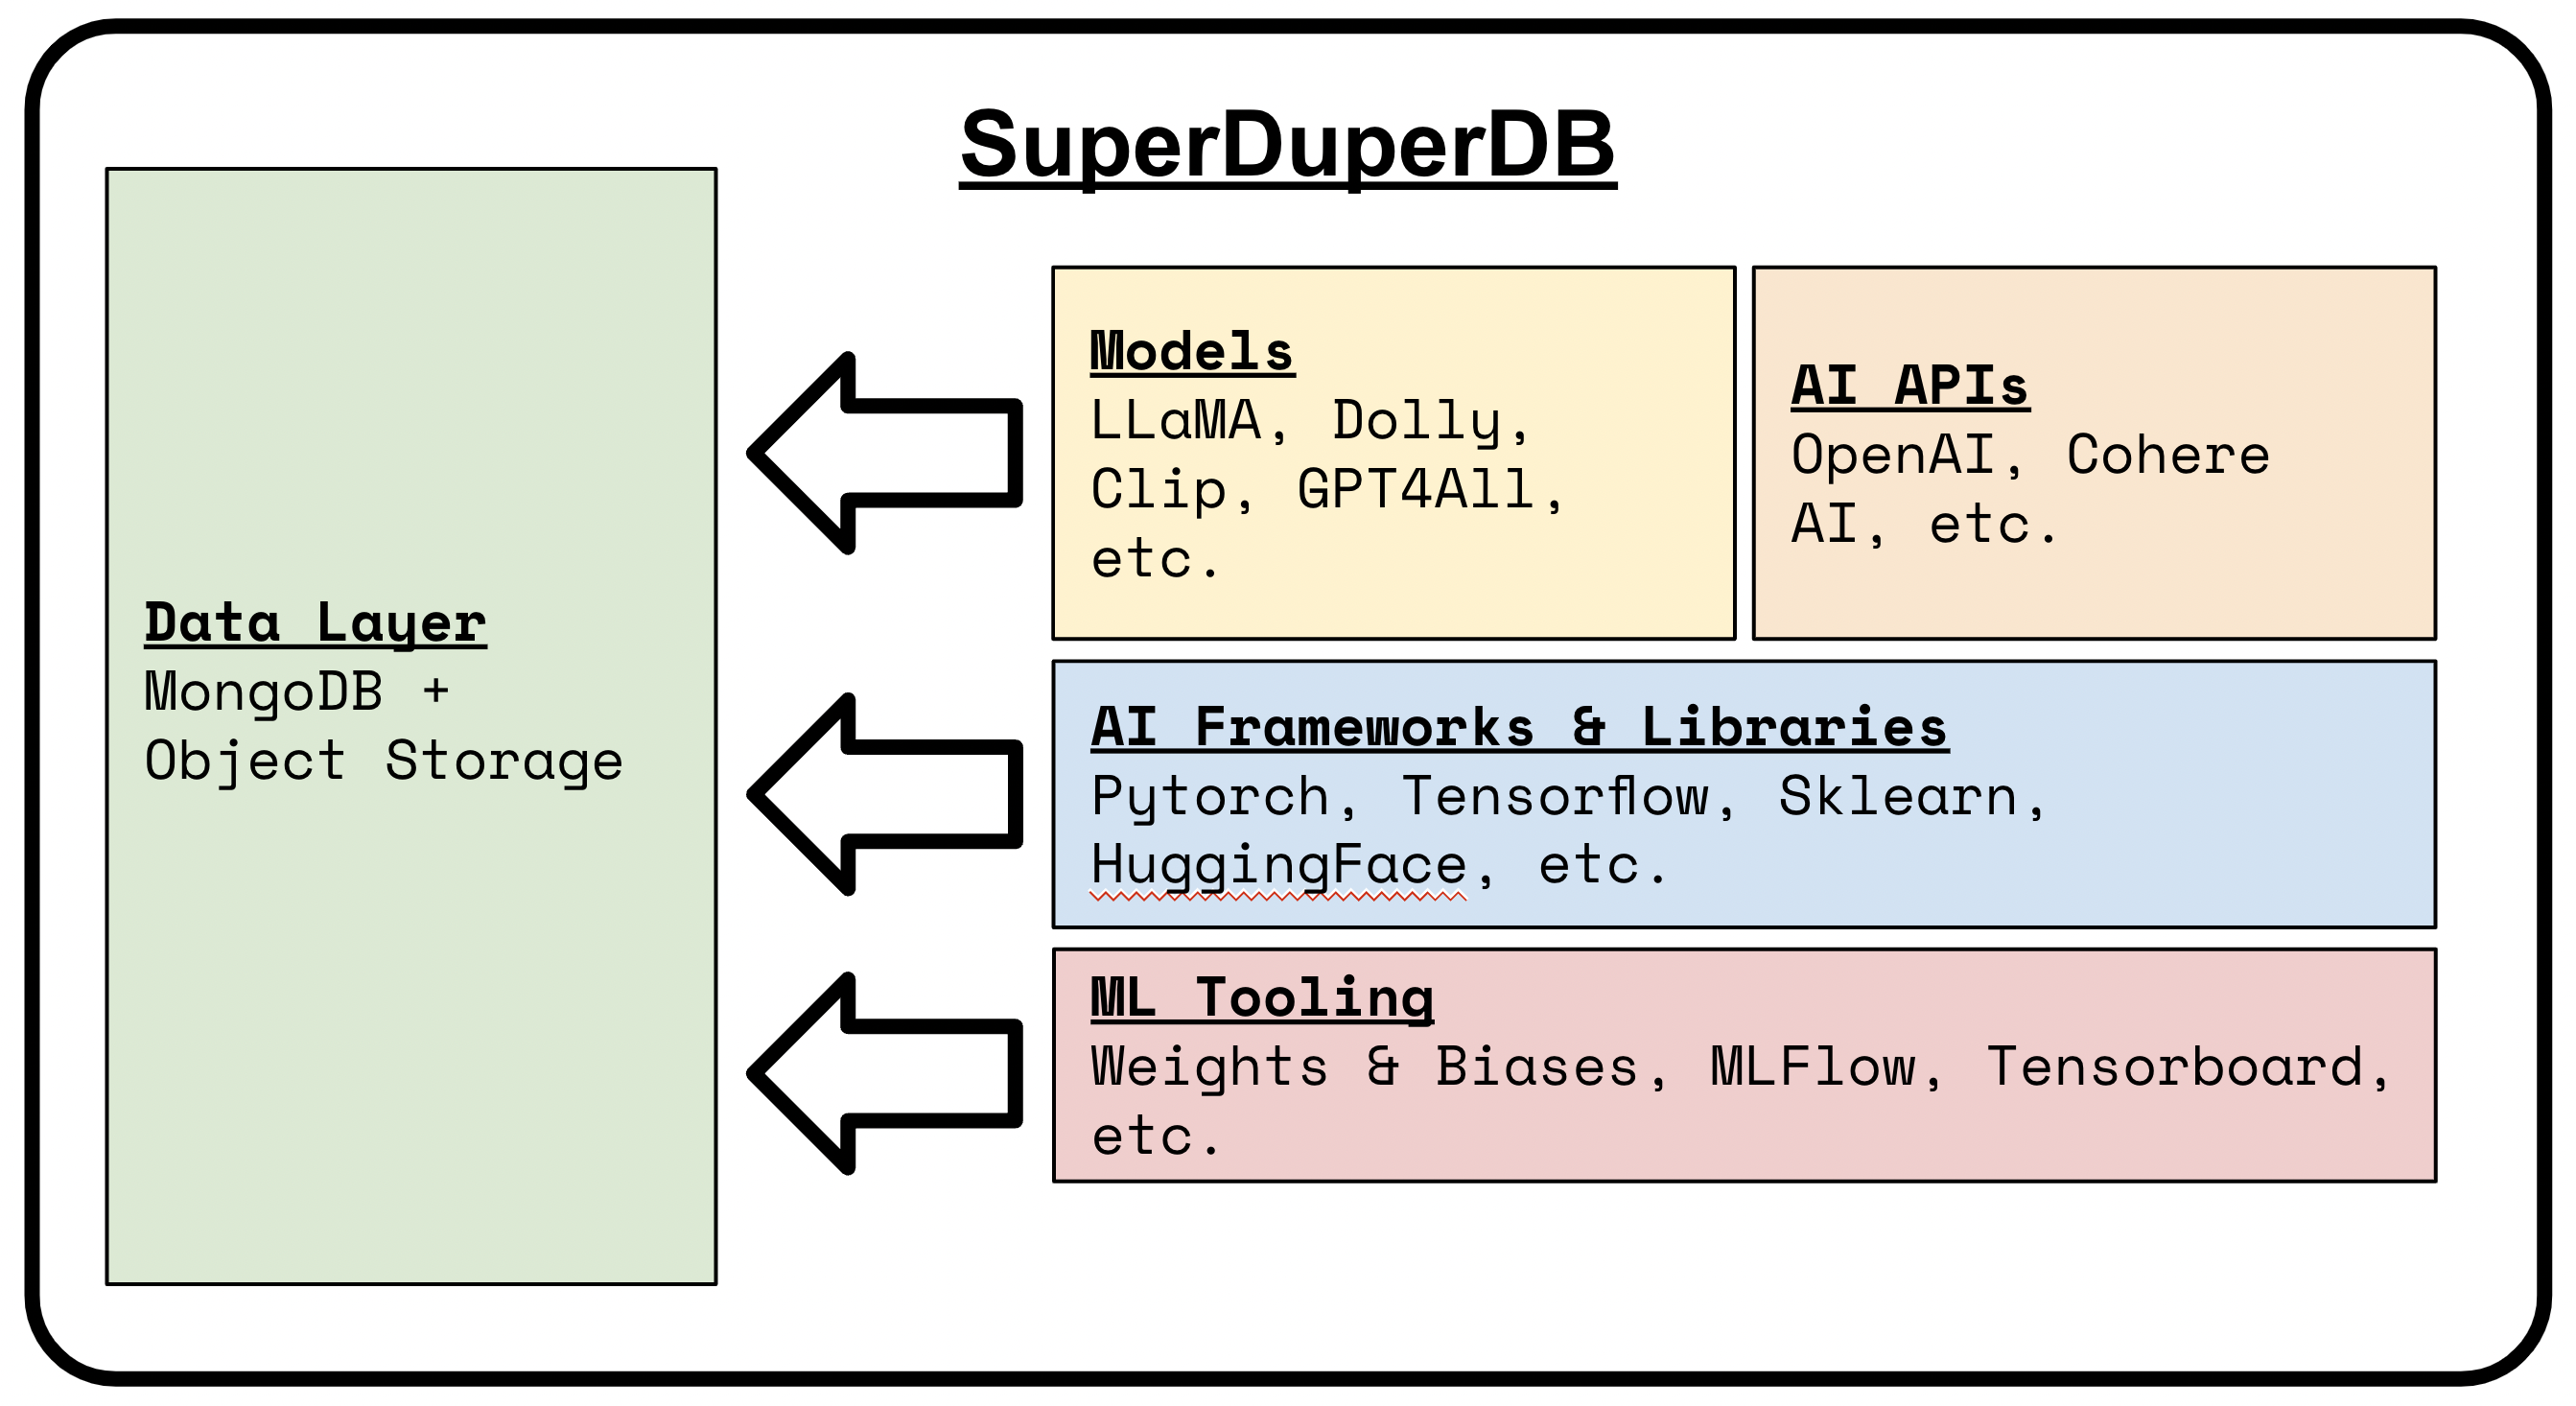 SuperDuperDB
Data Layer
MongoDB +
Object Storage
Models
LLaMA, Dolly,
Clip, GPT4All,
etc.
AI APIs
OpenAI, Cohere
AI, etc.
AI Frameworks & Libraries
Pytorch, Tensorflow, Sklearn,
HuggingFace, etc.
ML Tooling
Weights & Biases, MLFlow, Tensorboard,
etc.